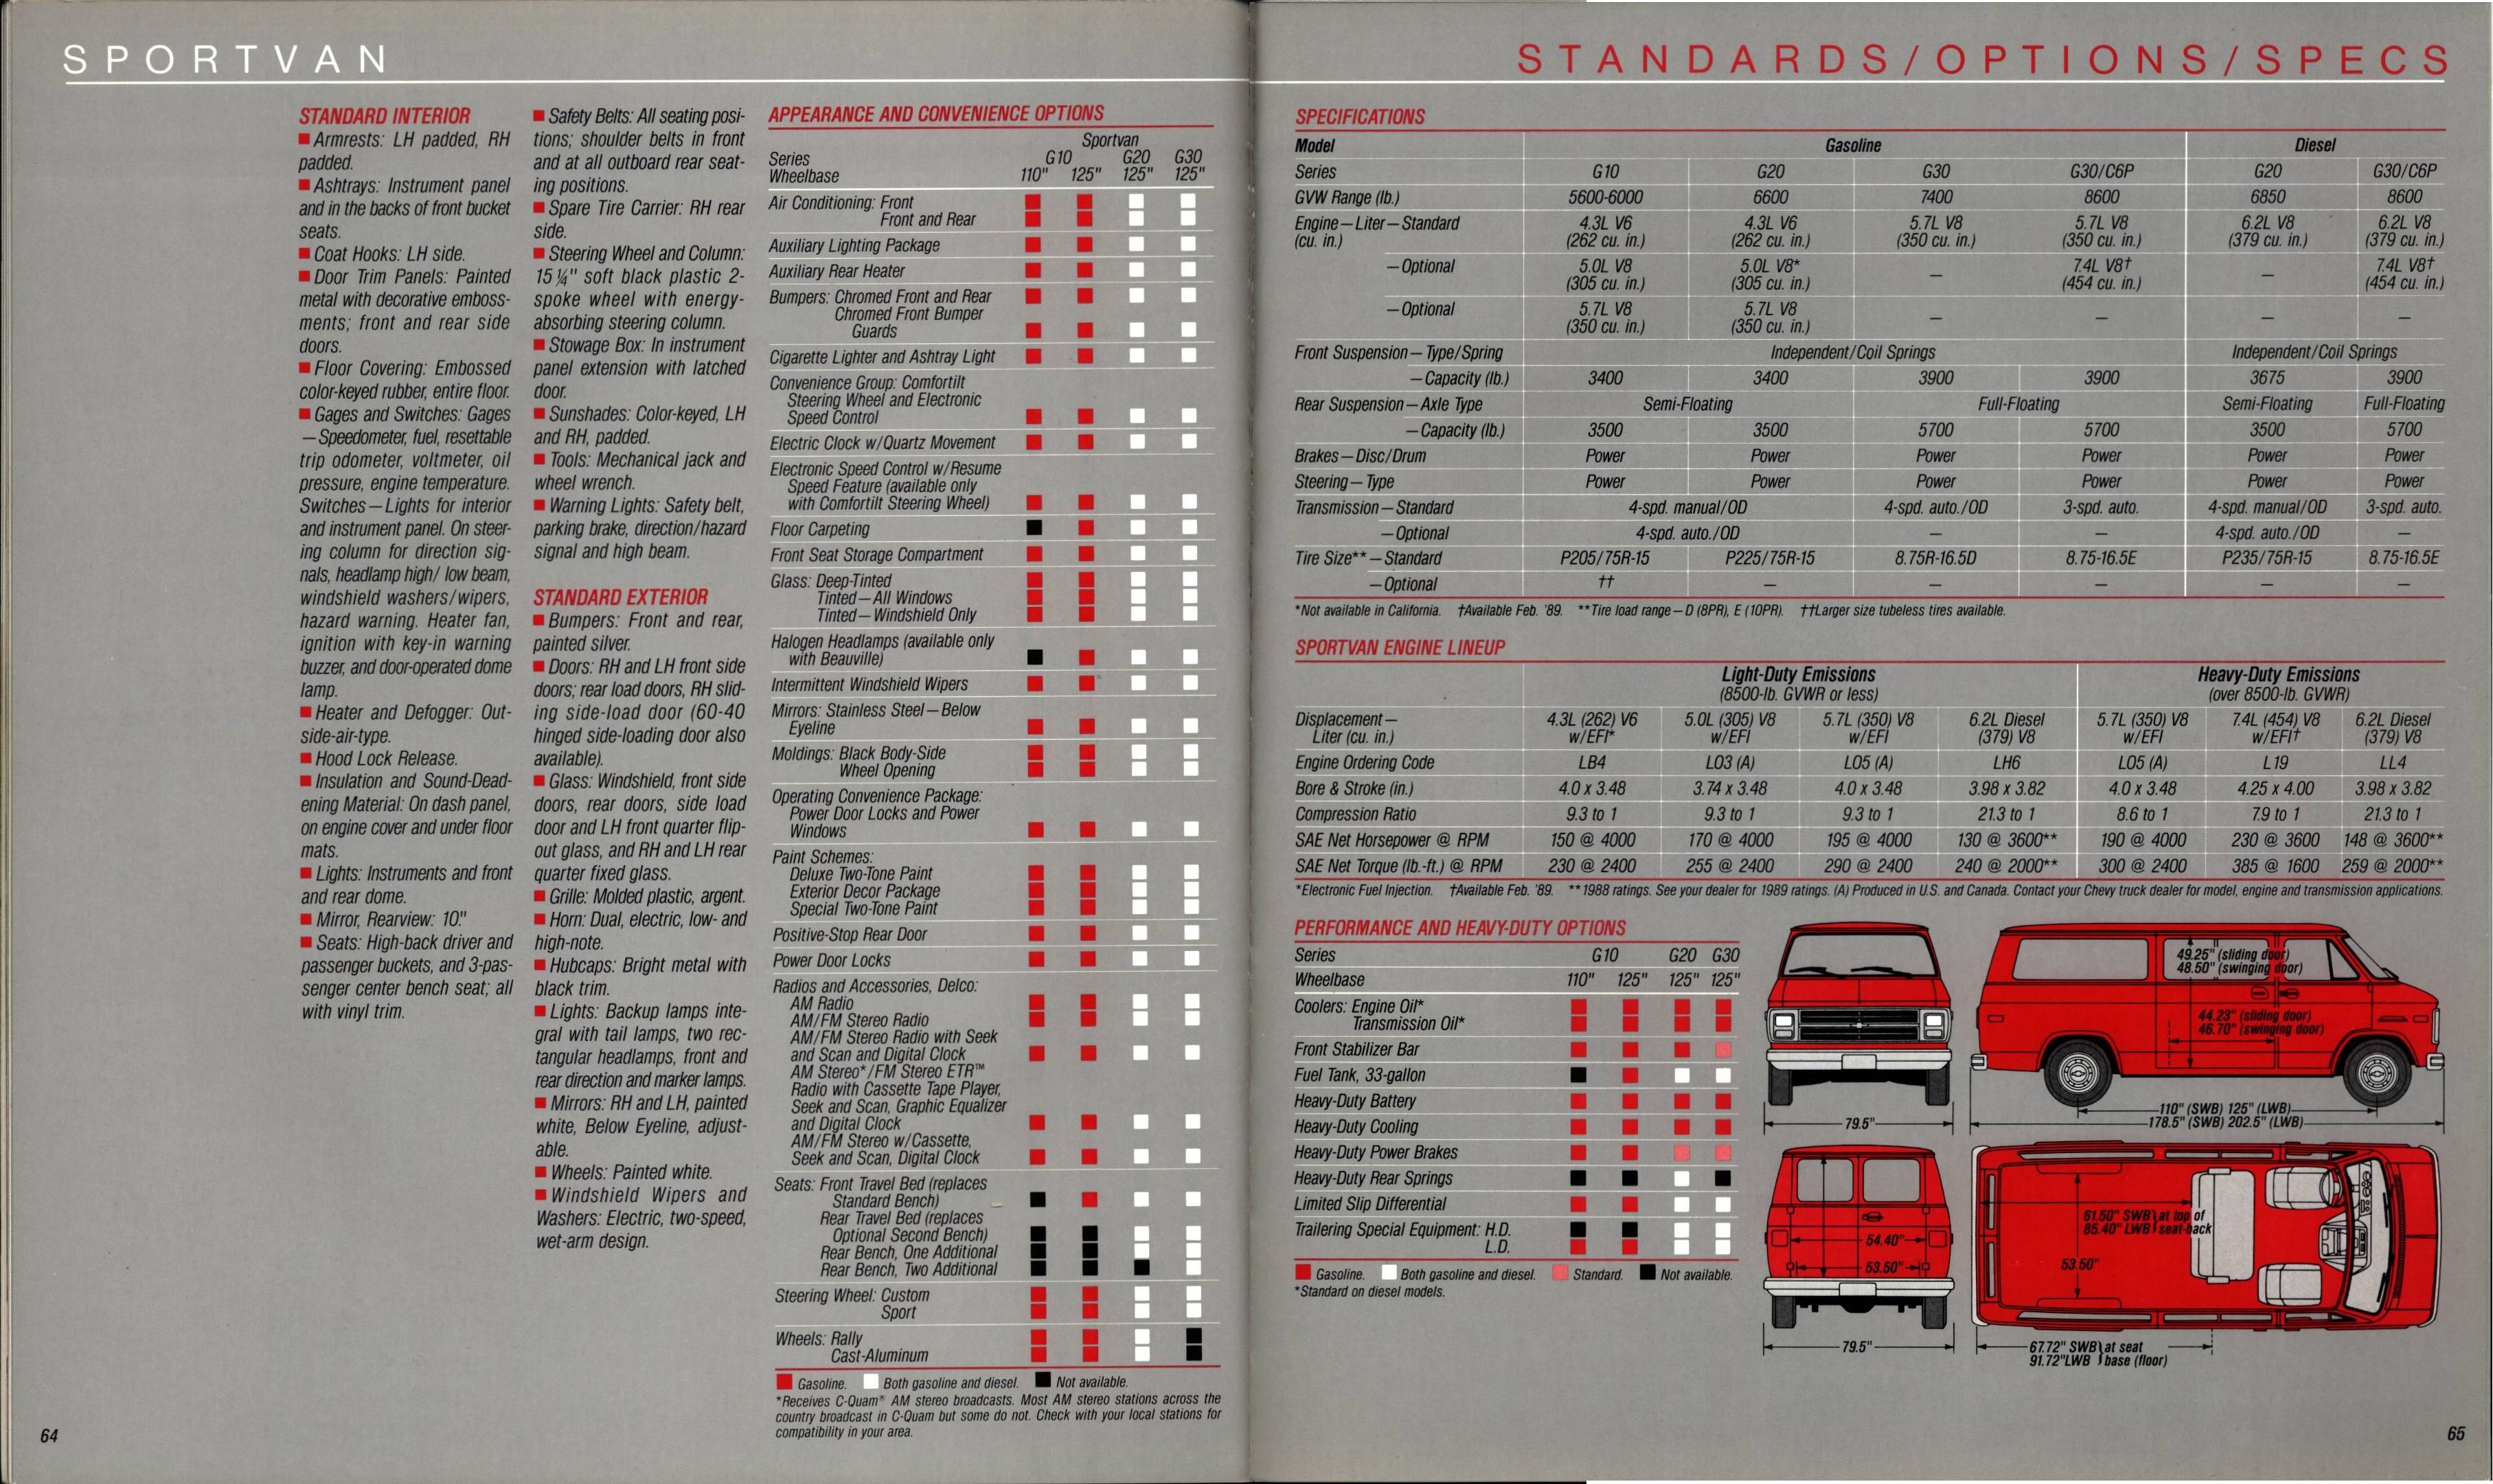 SPORTVAN
STANDARD INTERIOR
■ Armrests: LH padded, RH
padded.
■ Ashtrays: Instrument panel
and in the backs of front bucket
seats.
■ Coat Hooks: LH side.
■ Door Trim Panels: Painted
metal with decorative emboss-
ments; front and rear side
doors.
■ Floor Covering: Embossed
color-keyed rubber, entire floor.
■ Gages and Switches: Gages
—Speedometer, fuel, resettable
trip odometer, voltmeter, oil
pressure, engine temperature.
Switches—Lights for interior
and instrument panel. On steer-
ing column for direction sig-
nals, headlamp high/ low beam,
windshield washers/wipers,
hazard warning. Heater fan,
ignition with key-in warning
buzzer, and door-operated dome
lamp.
■ Heater and Defogger: Out-
side-air-type.
■ Hood Lock Release.
■ Insulation and Sound-Dead-
ening Material: On dash panel,
on engine cover and under floor
mats.
■ Lights: Instruments and front
and rear dome.
■ Mirror, Rearview: 10"
■ Seats: High-back driver and
passenger buckets, and 3-pas-
senger center bench seat; all
with vinyl trim.
■ Safety Belts: All seating posi-
tions; shoulder belts in front
and at all outboard rear seat-
ing positions.
■ Spare Tire Carrier: RH rear
side.
■ Steering Wheel and Column:
15¼" soft black plastic 2-
spoke wheel with energy-
absorbing steering column.
■ Stowage Box: In instrument
panel extension with latched
door.
■ Sunshades: Color-keyed, LH
and RH, padded.
■ Tools: Mechanical jack and
wheel wrench.
■ Warning Lights: Safety belt,
parking brake, direction/hazard
signal and high beam.
STANDARD EXTERIOR
■ Bumpers: Front and rear,
painted silver.
■ Doors: RH and LH front side
doors; rear load doors, RH slid-
ing side-load door (60-40
hinged side-loading door also
available).
■ Glass: Windshield, front side
doors, rear doors, side load
door and LH front quarter flip-
out glass, and RH and LH rear
quarter fixed glass.
■ Grille: Molded plastic, argent.
■ Horn: Dual, electric, low- and
high-note.
■ Hubcaps: Bright metal with
black trim.
■ Lights: Backup lamps inte-
gral with tail lamps, two rec-
tangular headlamps, front and
rear direction and marker lamps.
■ Mirrors: RH and LH, painted
white, Below Eyeline, adjust-
able.
■ Wheels: Painted white.
■ Windshield Wipers and
Washers: Electric, two-speed,
wet-arm design.
APPEARANCE AND CONVENIENCE OPTIONS
Sportvan
Series G10 G20 G30
Wheelbase 110" 125" 125" 125"
Air Conditioning: Front
Front and Rear
Auxiliary Lighting Package
Auxiliary Rear Heater
Bumpers: Chromed Front and Rear
Chromed Front Bumper
Guards
Cigarette Lighter and Ashtray Light
Convenience Group: Comfortilt
Steering Wheel and Electronic
Speed Control
Electric Clock w/Quartz Movement
Electronic Speed Control w/Resume
Speed Feature (available only
with Comfortilt Steering Wheel)
Floor Carpeting
Front Seat Storage Compartment
Glass: Deep-Tinted
Tinted—All Windows
Tinted—Windshield Only
Halogen Headlamps (available only
with Beauville)
Intermittent Windshield Wipers
Mirrors: Stainless Steel—Below
Eyeline
Moldings: Black Body-Side
Wheel Opening
Operating Convenience Package:
Power Door Locks and Power
Windows
Paint Schemes:
Deluxe Two-Tone Paint
Exterior Decor Package
Special Two-Tone Paint
Positive-Stop Rear Door
Power Door Locks
Radios and Accessories, Delco:
AM Radio
AM/FM Stereo Radio
AM/FM Stereo Radio with Seek
and Scan and Digital Clock
AM Stereo*/FM Stereo ETR™
Radio with Cassette Tape Player,
Seek and Scan, Graphic Equalizer
and Digital Clock
AM/FM Stereo w/Cassette,
Seek and Scan, Digital Clock
Seats: Front Travel Bed (replaces
Standard Bench)
Rear Travel Bed (replaces
Optional Second Bench)
Rear Bench, One Additional
Rear Bench, Two Additional
Steering Wheel: Custom
Sport
Wheels: Rally
Cast-Aluminum
■ Gasoline. ■ Both gasoline and diesel. ■ Not available.
*Receives C-Quam® AM stereo broadcasts. Most AM stereo stations across the
country broadcast in C-Quam but some do not. Check with your local stations for
compatibility in your area.
64
STANDARDS/OPTIONS/SPECS
SPECIFICATIONS
Model Gasoline Diesel
Series G10 G20 G30 G30/C6P G20 G30/C6P
GVW Range (lb.) 5600-6000 6600 7400 8600 6850 8600
Engine—Liter—Standard 4.3L V6 4.3L V6 5.7L V8 5.7L V8 6.2L V8 6.2L V8
(cu. in.) (262 cu. in.) (262 cu. in.) (350 cu. in.) (350 cu. in.) (379 cu. in.) (379 cu. in.)
—Optional 5.0L V8 5.0L V8* — 7.4L V8† — 7.4L V8†
(305 cu. in.) (305 cu. in.) (454 cu. in.) (454 cu. in.)
—Optional 5.7L V8 5.7L V8 — — — —
(350 cu. in.) (350 cu. in.)
Front Suspension—Type/Spring Independent/Coil Springs Independent/Coil Springs
—Capacity (lb.) 3400 3400 3900 3900 3675 3900
Rear Suspension—Axle Type Semi-Floating Full-Floating Semi-Floating Full-Floating
—Capacity (lb.) 3500 3500 5700 5700 3500 5700
Brakes—Disc/Drum Power Power Power Power Power Power
Steering—Type Power Power Power Power Power Power
Transmission—Standard 4-spd. manual/OD 4-spd. auto./OD 3-spd. auto. 4-spd. manual/OD 3-spd. auto.
—Optional 4-spd. auto./OD — — 4-spd. auto./OD —
Tire Size**—Standard P205/75R-15 P225/75R-15 8.75R-16.5D 8.75-16.5E P235/75R-15 8.75-16.5E
—Optional †† — — — — —
*Not available in California. †Available Feb. '89. **Tire load range—D (8PR), E (10PR). ††Larger size tubeless tires available.
SPORTVAN ENGINE LINEUP
Light-Duty Emissions Heavy-Duty Emissions
(8500-lb. GVWR or less) (over 8500-lb. GVWR)
Displacement— 4.3L (262) V6 5.0L (305) V8 5.7L (350) V8 6.2L Diesel 5.7L (350) V8 7.4L (454) V8 6.2L Diesel
Liter (cu. in.) w/EFI* w/EFI w/EFI (379) V8 w/EFI w/EFI† (379) V8
Engine Ordering Code LB4 LO3 (A) LO5 (A) LH6 LO5 (A) L19 LL4
Bore & Stroke (in.) 4.0 x 3.48 3.74 x 3.48 4.0 x 3.48 3.98 x 3.82 4.0 x 3.48 4.25 x 4.00 3.98 x 3.82
Compression Ratio 9.3 to 1 9.3 to 1 9.3 to 1 21.3 to 1 8.6 to 1 7.9 to 1 21.3 to 1
SAE Net Horsepower @ RPM 150 @ 4000 170 @ 4000 195 @ 4000 130 @ 3600** 190 @ 4000 230 @ 3600 148 @ 3600**
SAE Net Torque (lb.-ft.) @ RPM 230 @ 2400 255 @ 2400 290 @ 2400 240 @ 2000** 300 @ 2400 385 @ 1600 259 @ 2000**
*Electronic Fuel Injection. †Available Feb. '89. **1988 ratings. See your dealer for 1989 ratings. (A) Produced in U.S. and Canada. Contact your Chevy truck dealer for model, engine and transmission applications.
PERFORMANCE AND HEAVY-DUTY OPTIONS
Series G10 G20 G30
Wheelbase 110" 125" 125" 125"
Coolers: Engine Oil*
Transmission Oil*
Front Stabilizer Bar
Fuel Tank, 33-gallon
Heavy-Duty Battery
Heavy-Duty Cooling
Heavy-Duty Power Brakes
Heavy-Duty Rear Springs
Limited Slip Differential
Trailering Special Equipment: H.D.
L.D.
■ Gasoline. ■ Both gasoline and diesel. ■ Standard. ■ Not available.
*Standard on diesel models.
79.5"
49.25" (sliding door)
48.50" (swinging door)
44.23" (sliding door)
46.70" (swinging door)
110" (SWB) 125" (LWB)
178.5" (SWB) 202.5" (LWB)
54.40"
53.50"
79.5"
61.50" SWB} at top of
85.40" LWB} seat-back
53.50"
67.72" SWB} at seat
91.72" LWB} base (floor)
65